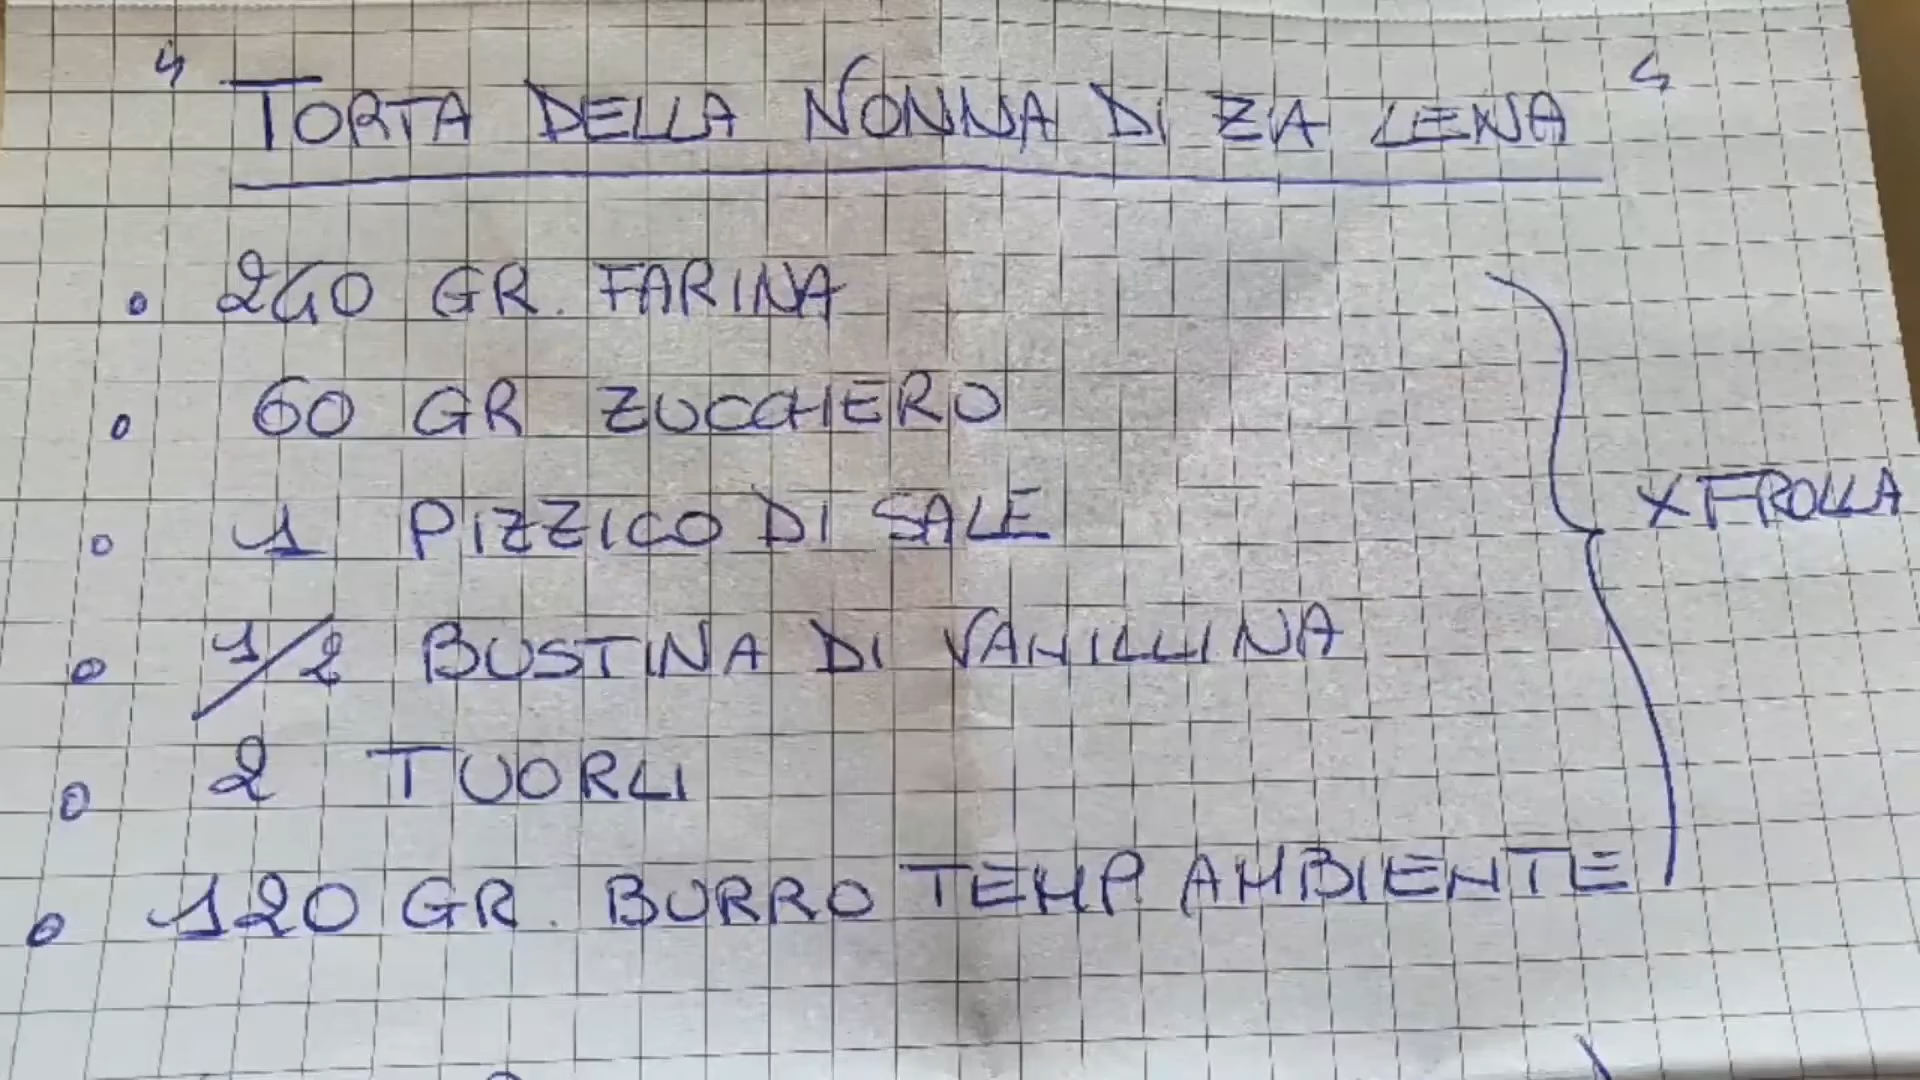 " TORTA DELLA NONNA DI ZA LENA "
• 240 GR. FARINA
• 60 GR ZUCCHERO
• 1 PIZZICO DI SALE
X FROLLA
• 1/2 BUSTINA DI VANILLINA
• 2 TUORLI
• 120 GR. BURRO TEMP. AMBIENTE